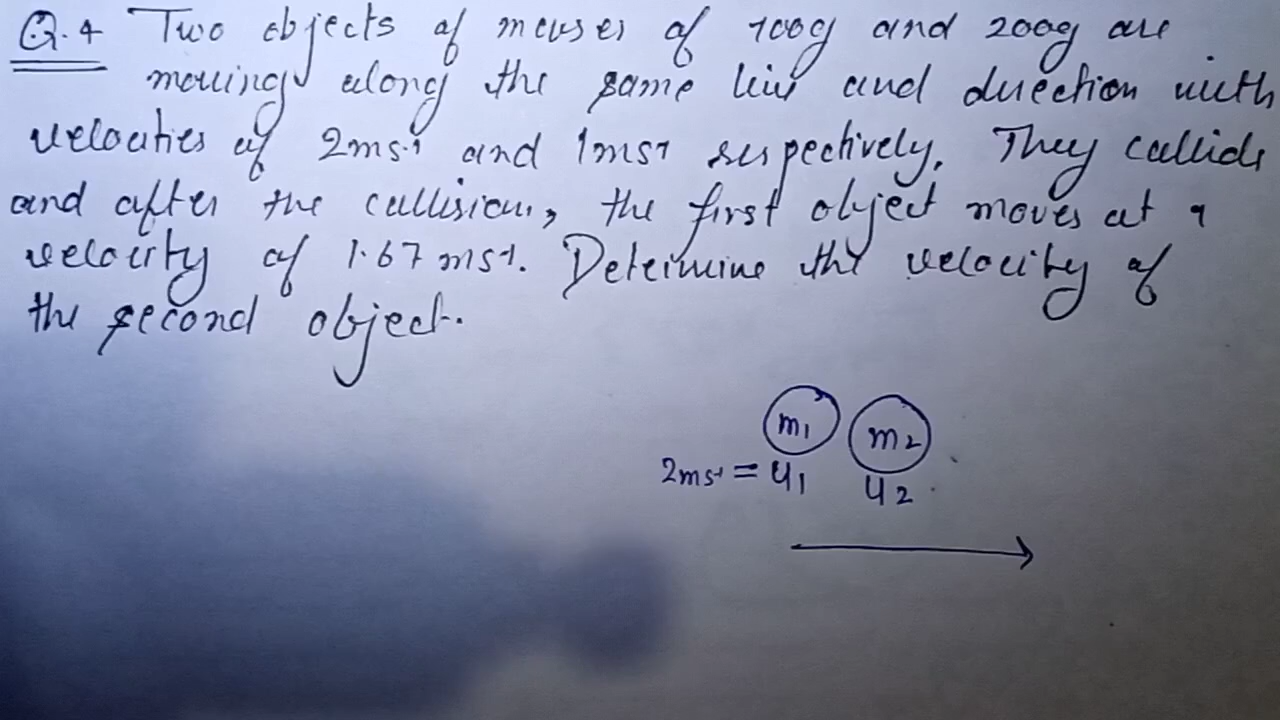 Q.4 Two objects of masses of 100g and 200g are
moving along the same line and direction with
velocities of 2ms-1 and 1ms-1 respectively. They collide
and after the collision, the first object moves at a
velocity of 1.67 ms-1. Determine the velocity of
the second object.
m1 m2
2ms-1 = u1 u2